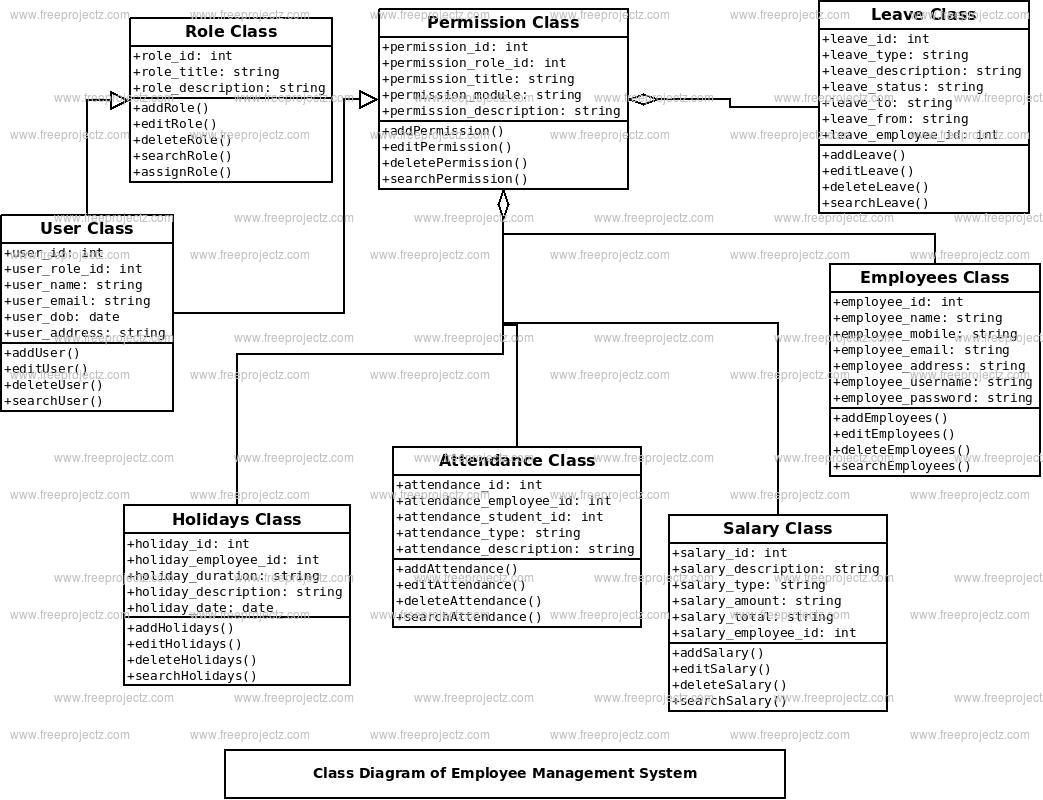 Role Class
+role_id: int
+role_title: string
+role_description: string
+addRole()
+editRole()
+deleteRole()
+searchRole()
+assignRole()
Permission Class
+permission_id: int
+permission_role_id: int
+permission_title: string
+permission_module: string
+permission_description: string
+addPermission()
+editPermission()
+deletePermission()
+searchPermission()
Leave Class
+leave_id: int
+leave_type: string
+leave_description: string
+leave_status: string
+leave_to: string
+leave_from: string
+leave_employee_id: int
+addLeave()
+editLeave()
+deleteLeave()
+searchLeave()
User Class
+user_id: int
+user_role_id: int
+user_name: string
+user_email: string
+user_dob: date
+user_address: string
+addUser()
+editUser()
+deleteUser()
+searchUser()
Employees Class
+employee_id: int
+employee_name: string
+employee_mobile: string
+employee_email: string
+employee_address: string
+employee_username: string
+employee_password: string
+addEmployees()
+editEmployees()
+deleteEmployees()
+searchEmployees()
Attendance Class
+attendance_id: int
+attendance_employee_id: int
+attendance_student_id: int
+attendance_type: string
+attendance_description: string
+addAttendance()
+editAttendance()
+deleteAttendance()
+searchAttendance()
Holidays Class
+holiday_id: int
+holiday_employee_id: int
+holiday_duration: string
+holiday_description: string
+holiday_date: date
+addHolidays()
+editHolidays()
+deleteHolidays()
+searchHolidays()
Salary Class
+salary_id: int
+salary_description: string
+salary_type: string
+salary_amount: string
+salary_total: string
+salary_employee_id: int
+addSalary()
+editSalary()
+deleteSalary()
+searchSalary()
Class Diagram of Employee Management System
www.freeprojectz.com